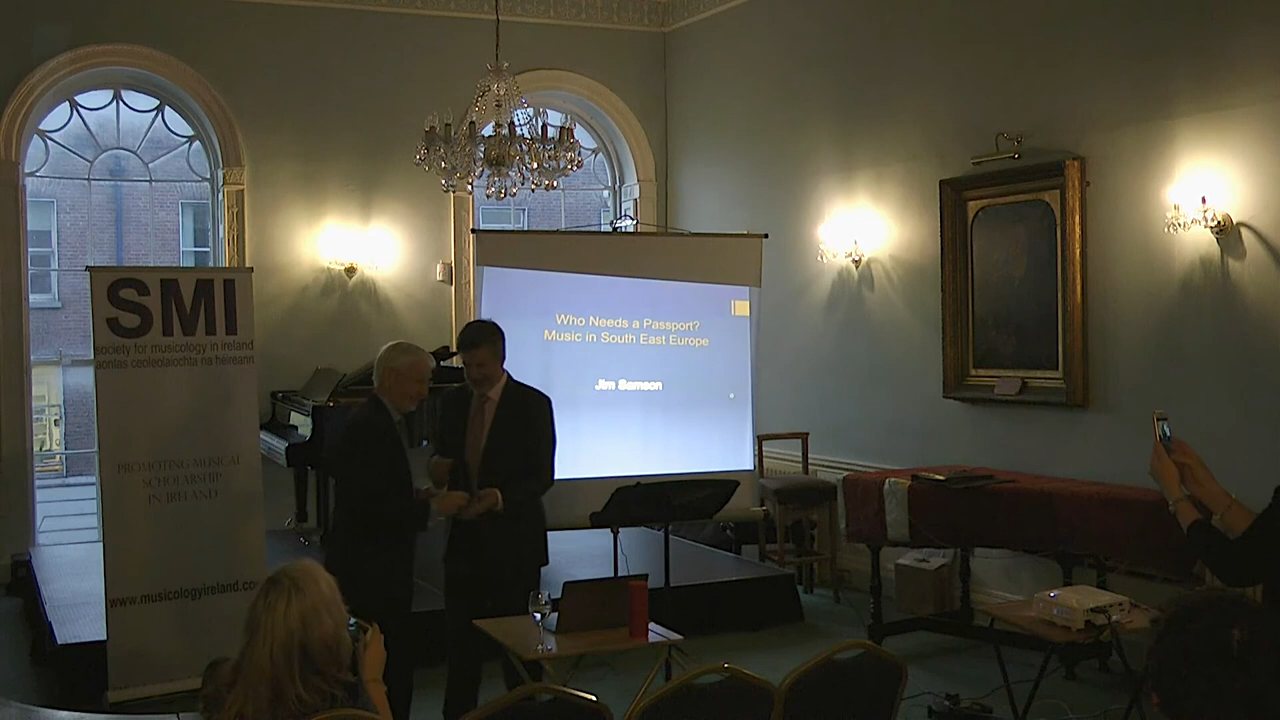 SMI
society for musicology in ireland
aontas ceoleolaíochta na héireann
PROMOTING MUSICAL
SCHOLARSHIP
IN IRELAND
www.musicologyireland.co
Who Needs a Passport?
Music in South East Europe
Jim Samson